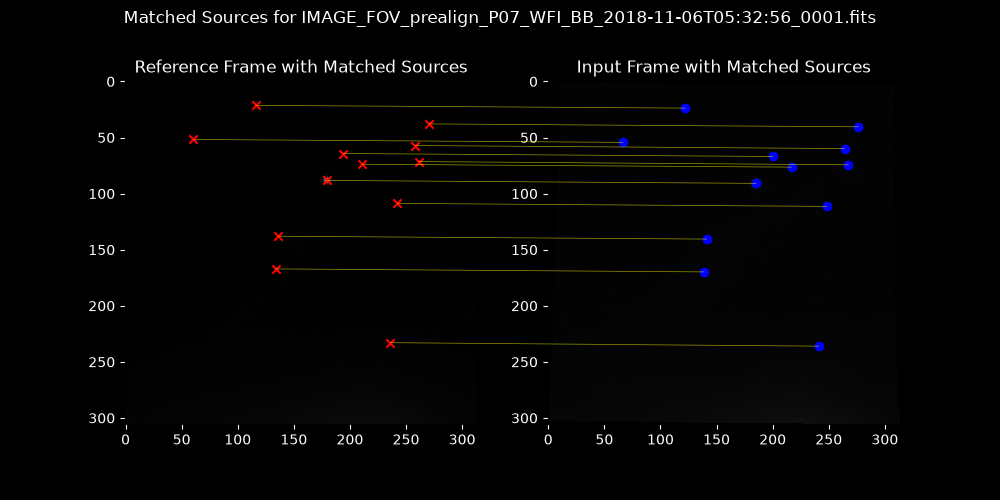 Matched Sources for IMAGE_FOV_prealign_P07_WFI_BB_2018-11-06T05:32:56_0001.fits
Reference Frame with Matched Sources
Input Frame with Matched Sources
0
50
100
150
200
250
300
0
50
100
150
200
250
300
0 50 100 150 200 250 300
0 50 100 150 200 250 300